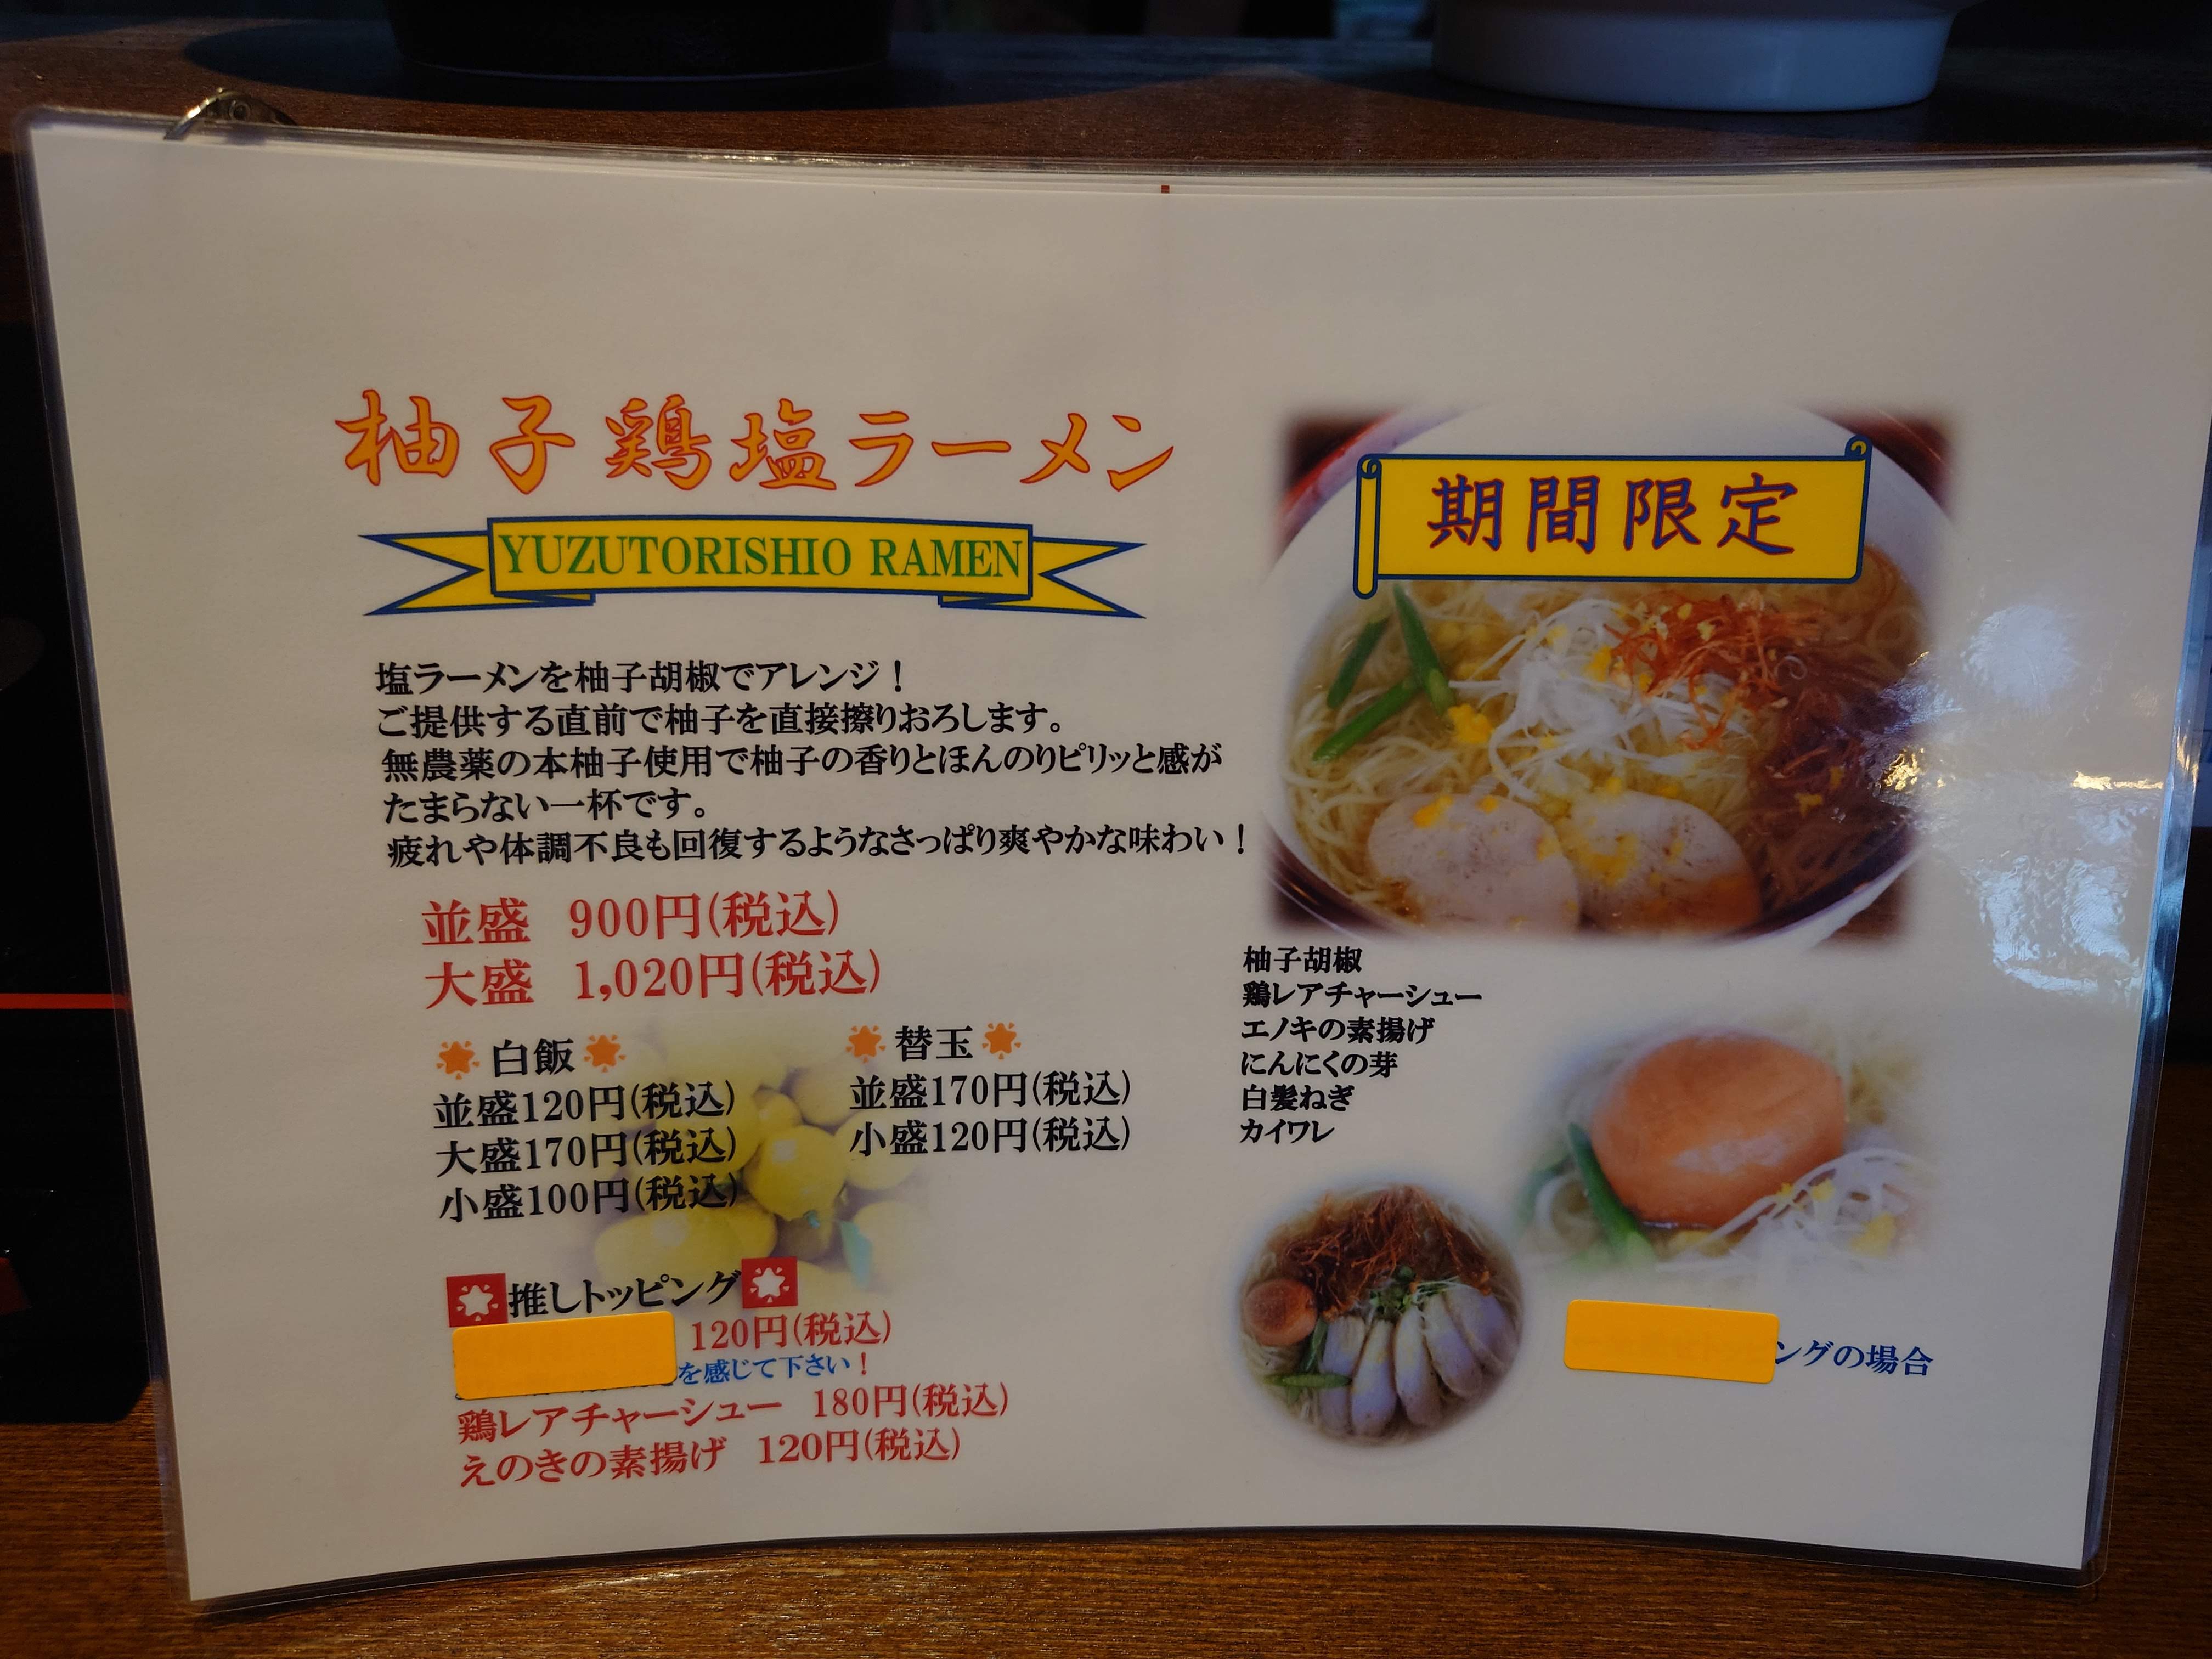 柚子鶏塩ラーメン
YUZUTORISHIO RAMEN
塩ラーメンを柚子胡椒でアレンジ！
ご提供する直前で柚子を直接擦りおろします。
無農薬の本柚子使用で柚子の香りとほんのりピリッと感が
たまらない一杯です。
疲れや体調不良も回復するようなさっぱり爽やかな味わい！
並盛 900円(税込)
大盛 1,020円(税込)
白飯
並盛120円(税込)
大盛170円(税込)
小盛100円(税込)
替玉
並盛170円(税込)
小盛120円(税込)
推しトッピング
120円(税込)
を感じて下さい！
鶏レアチャーシュー 180円(税込)
えのきの素揚げ 120円(税込)
期間限定
柚子胡椒
鶏レアチャーシュー
エノキの素揚げ
にんにくの芽
白髪ねぎ
カイワレ
ングの場合